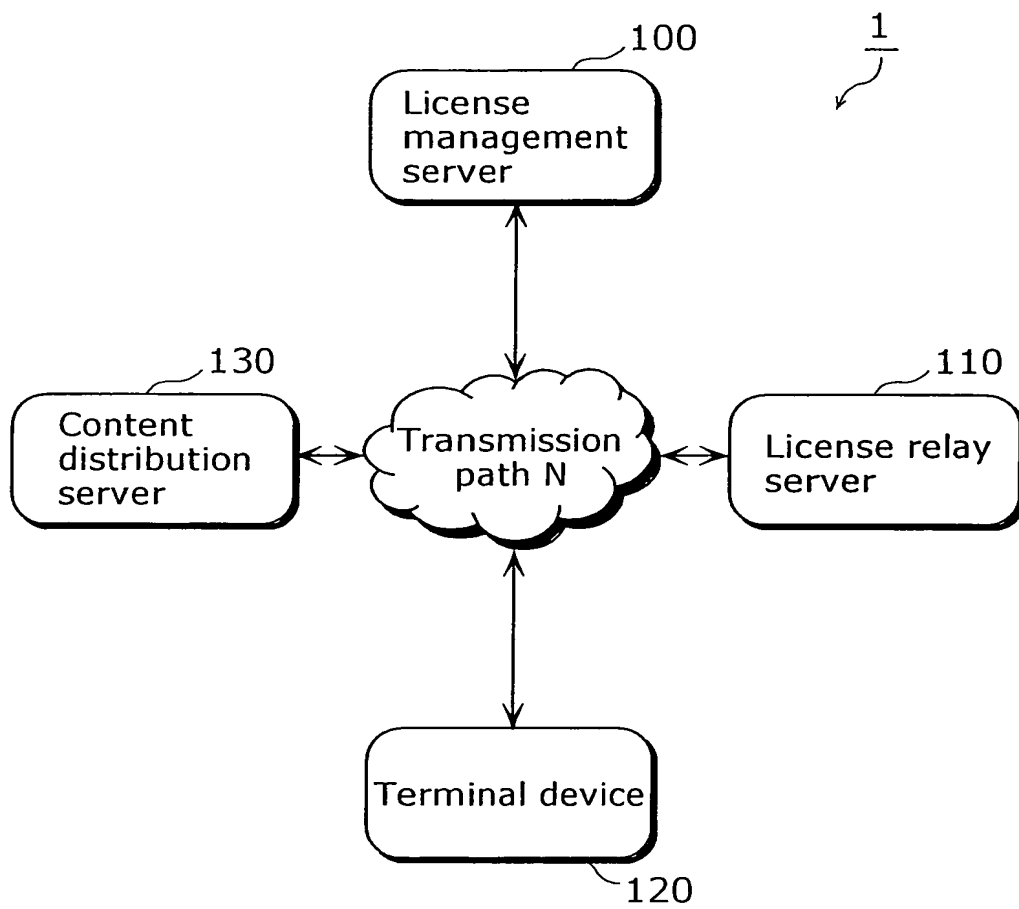 1
100
License
management
server
130
Content
distribution
server
Transmission
path N
110
License relay
server
Terminal device
120